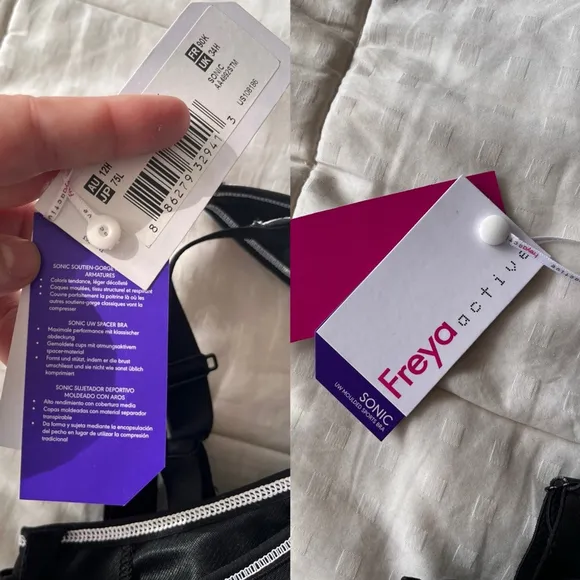 FR 90K
UK 34H
SONIC
AA4892STM
US108186
AU 12H
JP 75L
8 86279 32941 3
SONIC SOUTIEN-GORGE
ARMATURES
• Coloris tendance, léger décolleté
• Coques moulées, tissu structuré et respirant
• Couvre parfaitement la poitrine là où les
autres soutiens gorge classiques vont la
compresser
SONIC UW SPACER BRA
• Maximale performance mit klassischer
abdeckung
• Gemoldete cups mit atmungsaktivem
spacer-material
• Formt und stützt, indem er die brust
umschliesst und sie nicht wie sonst üblich
komprimiert
SONIC SUJETADOR DEPORTIVO
MOLDEADO CON AROS
• Alto rendimiento con cobertura media
• Copas moldeadas con material separador
transpirable
• Da forma y sujeta mediante la encapsulación
del pecho en lugar de utilizar la compresión
tradicional
Freya active
SONIC
UW MOULDED SPORTS BRA